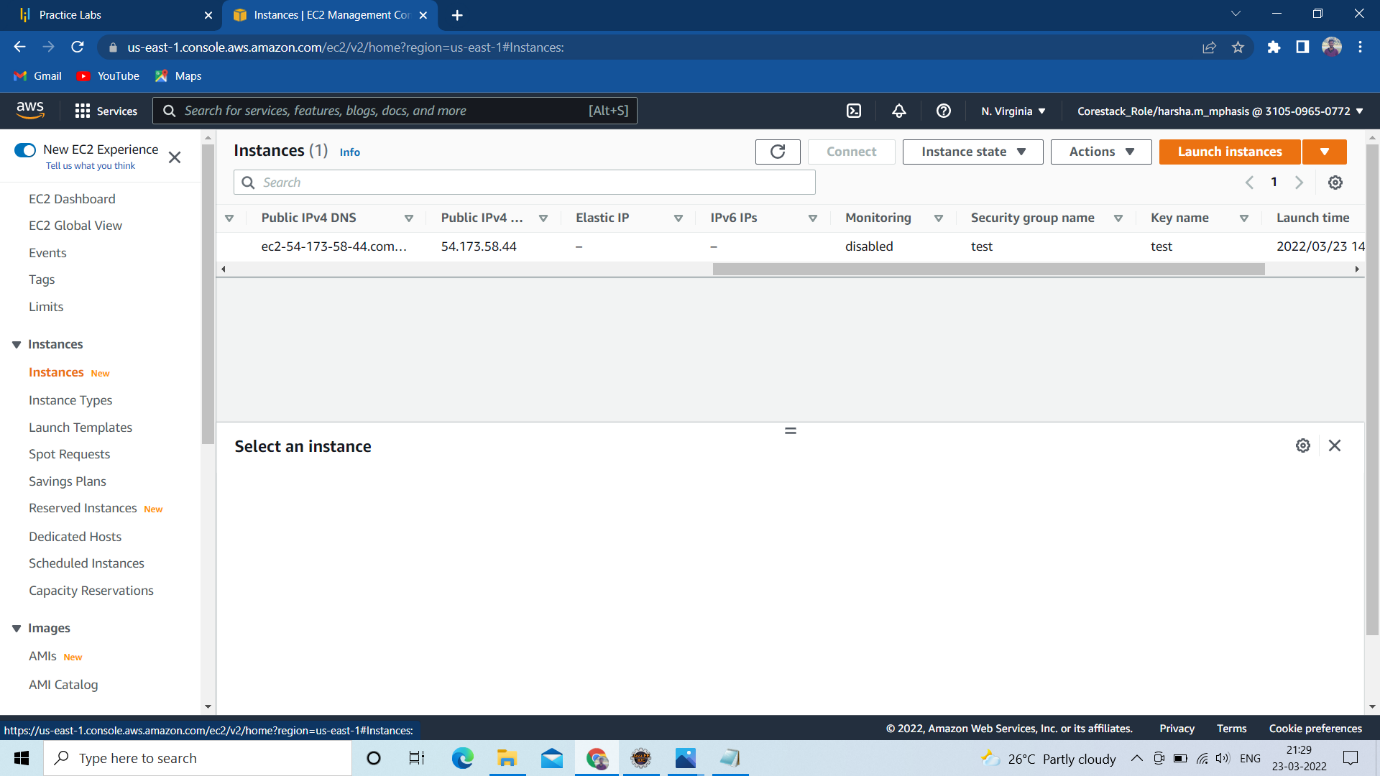 Practice Labs
Instances | EC2 Management Cor
us-east-1.console.aws.amazon.com/ec2/v2/home?region=us-east-1#Instances:
Gmail YouTube Maps
aws Services Search for services, features, blogs, docs, and more [Alt+S] N. Virginia Corestack_Role/harsha.m_mphasis @ 3105-0965-0772
New EC2 Experience
Tell us what you think
EC2 Dashboard
EC2 Global View
Events
Tags
Limits
Instances
Instances New
Instance Types
Launch Templates
Spot Requests
Savings Plans
Reserved Instances New
Dedicated Hosts
Scheduled Instances
Capacity Reservations
Images
AMIs New
AMI Catalog
Instances (1) Info Connect Instance state Actions Launch instances
Search 1
Public IPv4 DNS Public IPv4 ... Elastic IP IPv6 IPs Monitoring Security group name Key name Launch time
ec2-54-173-58-44.com... 54.173.58.44 – – disabled test test 2022/03/23 14
Select an instance
https://us-east-1.console.aws.amazon.com/ec2/v2/home?region=us-east-1#Instances:
© 2022, Amazon Web Services, Inc. or its affiliates. Privacy Terms Cookie preferences
Type here to search 26°C Partly cloudy ENG 21:29
23-03-2022